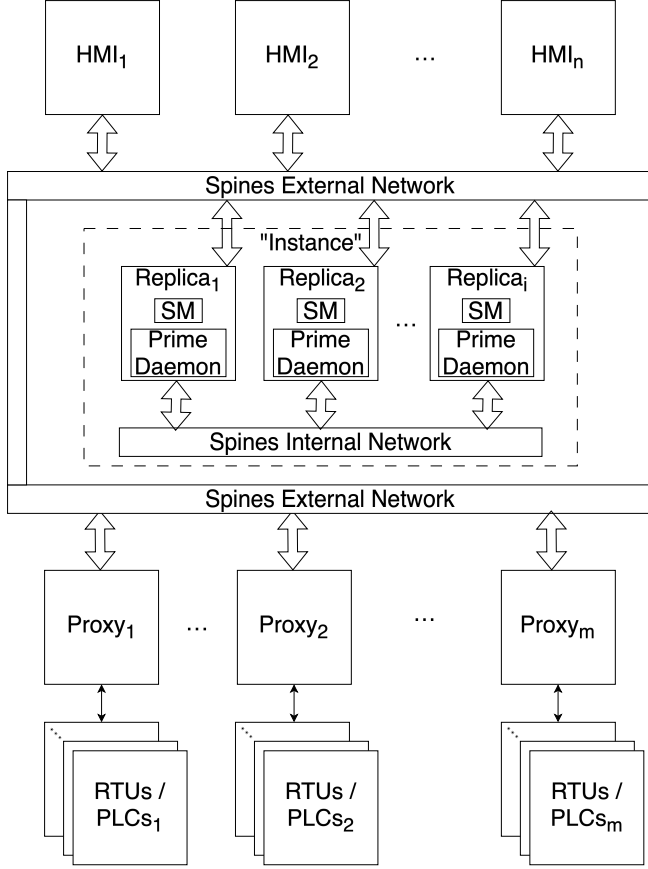 HMI₁ HMI₂ ... HMIₙ
Spines External Network
"Instance"
Replica₁ Replica₂ ... Replicaᵢ
SM SM SM
Prime Daemon Prime Daemon Prime Daemon
Spines Internal Network
Spines External Network
Proxy₁ ... Proxy₂ ... Proxyₘ
RTUs / RTUs / RTUs /
PLCs₁ PLCs₂ PLCsₘ